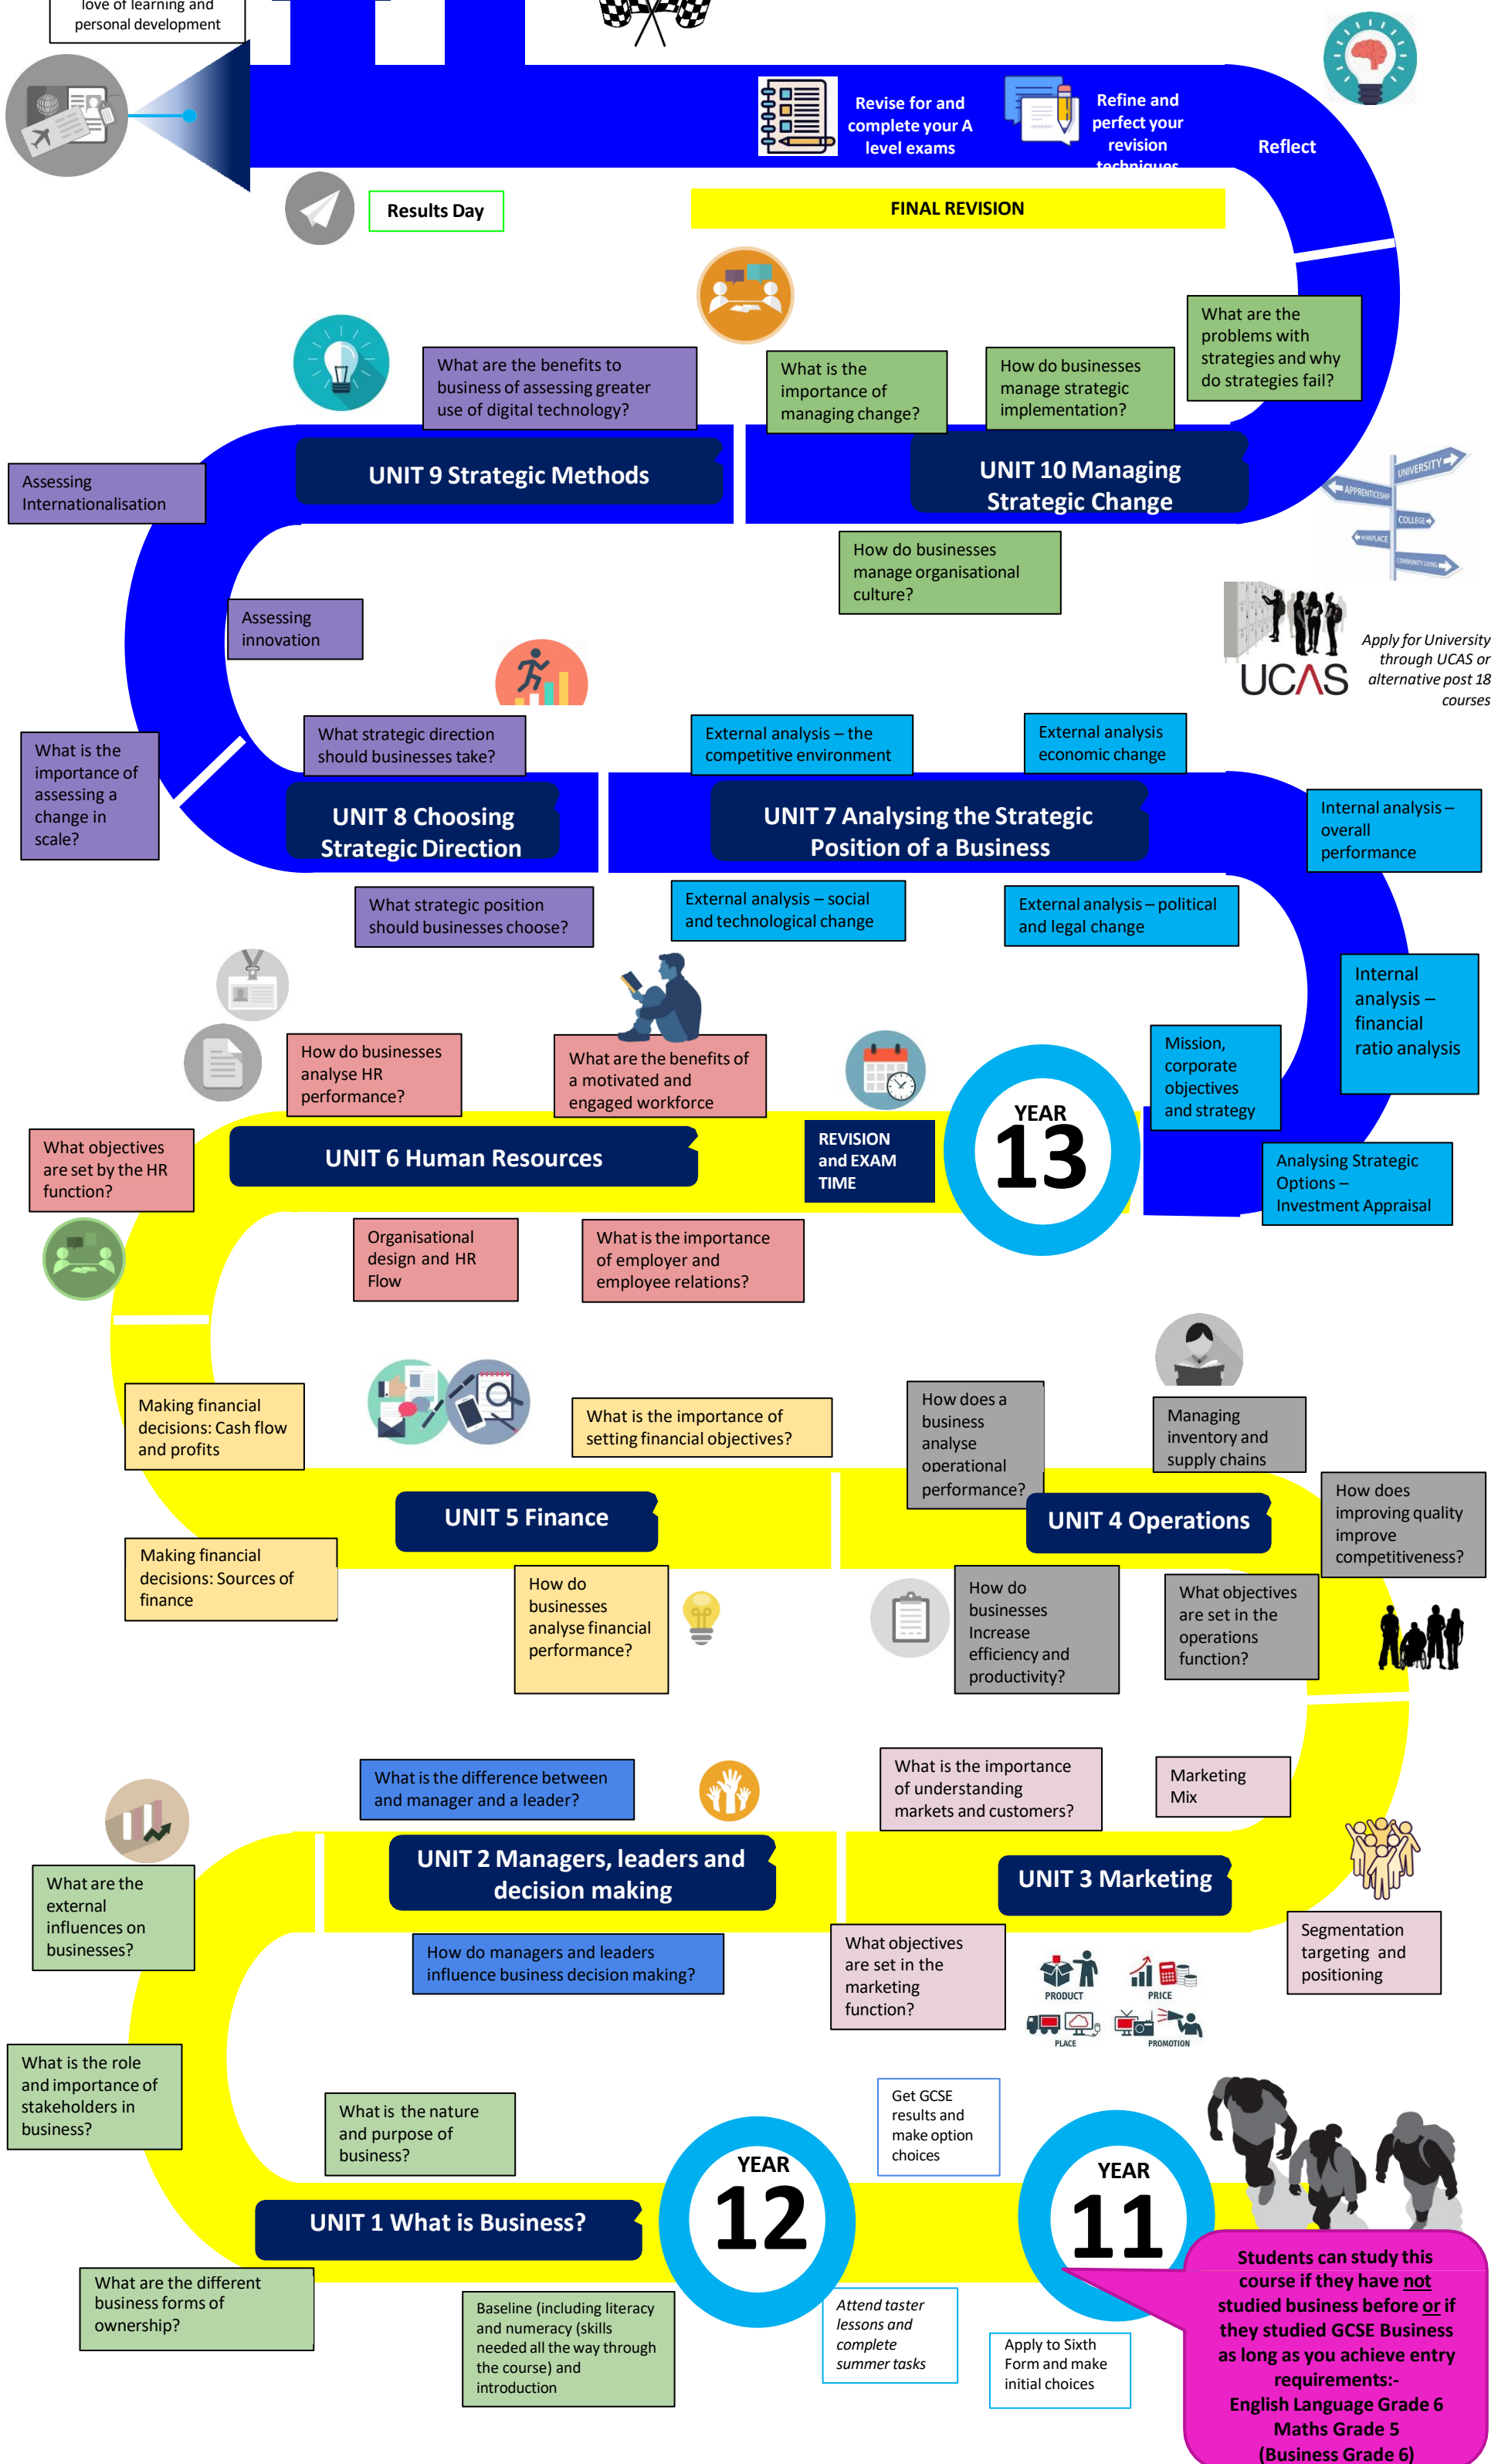 love of learning and
personal development
Revise for and
complete your A
level exams
Refine and
perfect your
revision
techniques
Reflect
Results Day
FINAL REVISION
What are the
problems with
strategies and why
do strategies fail?
What are the benefits to
business of assessing greater
use of digital technology?
What is the
importance of
managing change?
How do businesses
manage strategic
implementation?
UNIT 9 Strategic Methods
UNIT 10 Managing
Strategic Change
Assessing
Internationalisation
UNIVERSITY
APPRENTICESHIP
COLLEGE
WORKPLACE
COMMUNITY LIVING
How do businesses
manage organisational
culture?
Assessing
innovation
UCAS
Apply for University
through UCAS or
alternative post 18
courses
What is the
importance of
assessing a
change in
scale?
What strategic direction
should businesses take?
External analysis – the
competitive environment
External analysis
economic change
UNIT 8 Choosing
Strategic Direction
UNIT 7 Analysing the Strategic
Position of a Business
Internal analysis –
overall
performance
What strategic position
should businesses choose?
External analysis – social
and technological change
External analysis – political
and legal change
Internal
analysis –
financial
ratio analysis
How do businesses
analyse HR
performance?
What are the benefits of
a motivated and
engaged workforce
Mission,
corporate
objectives
and strategy
What objectives
are set by the HR
function?
UNIT 6 Human Resources
REVISION
and EXAM
TIME
YEAR
13
Analysing Strategic
Options –
Investment Appraisal
Organisational
design and HR
Flow
What is the importance
of employer and
employee relations?
Making financial
decisions: Cash flow
and profits
What is the importance of
setting financial objectives?
How does a
business
analyse
operational
performance?
Managing
inventory and
supply chains
How does
improving quality
improve
competitiveness?
UNIT 5 Finance
UNIT 4 Operations
Making financial
decisions: Sources of
finance
How do
businesses
analyse financial
performance?
How do
businesses
Increase
efficiency and
productivity?
What objectives
are set in the
operations
function?
What is the difference between
and manager and a leader?
What is the importance
of understanding
markets and customers?
Marketing
Mix
UNIT 2 Managers, leaders and
decision making
UNIT 3 Marketing
What are the
external
influences on
businesses?
How do managers and leaders
influence business decision making?
What objectives
are set in the
marketing
function?
PRODUCT
PRICE
PLACE
PROMOTION
Segmentation
targeting and
positioning
What is the role
and importance of
stakeholders in
business?
What is the nature
and purpose of
business?
Get GCSE
results and
make option
choices
UNIT 1 What is Business?
YEAR
12
YEAR
11
What are the different
business forms of
ownership?
Baseline (including literacy
and numeracy (skills
needed all the way through
the course) and
introduction
Attend taster
lessons and
complete
summer tasks
Apply to Sixth
Form and make
initial choices
Students can study this
course if they have not
studied business before or if
they studied GCSE Business
as long as you achieve entry
requirements:-
English Language Grade 6
Maths Grade 5
(Business Grade 6)